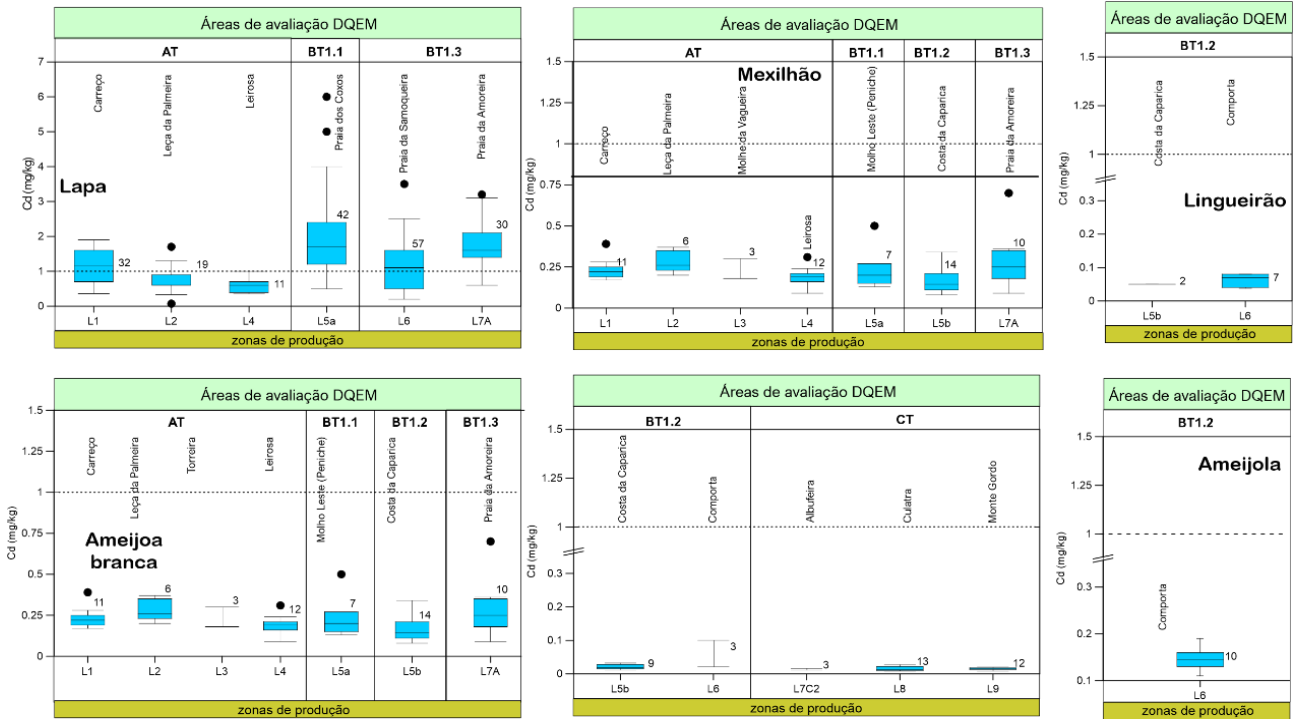 Áreas de avaliação DQEM
AT BT1.1 BT1.3
7
6
5
4
3
2
1
0
Cd (mg/kg)
Carreço
Leça da Palmeira
Leirosa
Praia dos Coxos
Praia da Samoqueira
Praia da Amoreira
Lapa
32
19
11
42
57
30
L1 L2 L4 L5a L6 L7A
zonas de produção
Áreas de avaliação DQEM
AT BT1.1 BT1.2 BT1.3
1.5
1.25
1
0.75
0.5
0.25
0
Cd (mg/kg)
Mexilhão
Carreço
Leça da Palmeira
Molhe da Vagueira
Leirosa
Molho Leste (Peniche)
Costa da Caparica
Praia da Amoreira
11
6
3
12
7
14
10
L1 L2 L3 L4 L5a L5b L7A
zonas de produção
Áreas de avaliação DQEM
BT1.2
1.5
1.25
1
0.3
0.2
0.1
0
Cd (mg/kg)
Costa da Caparica
Comporta
Lingueirão
2
7
L5b L6
zonas de produção
Áreas de avaliação DQEM
AT BT1.1 BT1.2 BT1.3
1.5
1.25
1
0.75
0.5
0.25
0
Cd (mg/kg)
Carreço
Leça da Palmeira
Torreira
Leirosa
Molho Leste (Peniche)
Costa da Caparica
Praia da Amoreira
Ameijoa
branca
11
6
3
12
7
14
10
L1 L2 L3 L4 L5a L5b L7A
zonas de produção
Áreas de avaliação DQEM
BT1.2 CT
1.5
1.25
1
0.3
0.2
0.1
0
Cd (mg/kg)
Costa da Caparica
Comporta
Albufeira
Culatra
Monte Gordo
9
3
3
13
12
L5b L6 L7C2 L8 L9
zonas de produção
Áreas de avaliação DQEM
BT1.2
1.5
1.25
1
0.3
0.2
0.1
Cd (mg/kg)
Ameijola
Comporta
10
L6
zonas de produção